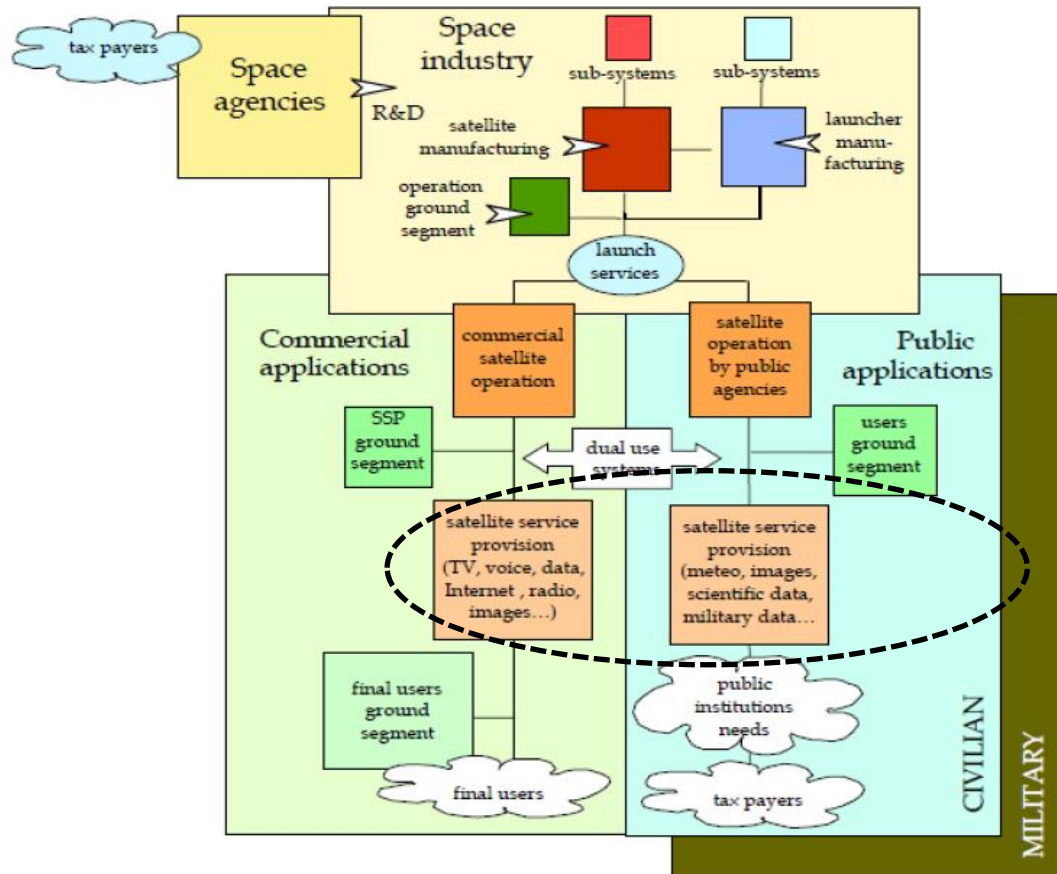 tax payers
Space
agencies
R&D
Space
industry
sub-systems
sub-systems
satellite
manufacturing
launcher
manu-
facturing
operation
ground
segment
launch
services
Commercial
applications
commercial
satellite
operation
satellite
operation
by public
agencies
Public
applications
SSP
ground
segment
dual use
systems
users
ground
segment
satellite service
provision
(TV, voice, data,
Internet , radio,
images...)
satellite service
provision
(meteo, images,
scientific data,
military data...
final users
ground
segment
public
institutions
needs
final users
tax payers
CIVILIAN
MILITARY